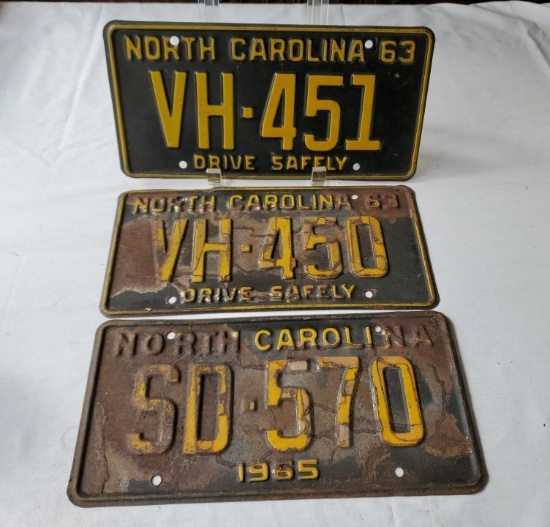 NORTH CAROLINA 63
VH·451
DRIVE SAFELY
NORTH CAROLINA 63
VH·450
DRIVE SAFELY
NORTH CAROLINA
SD·570
1965